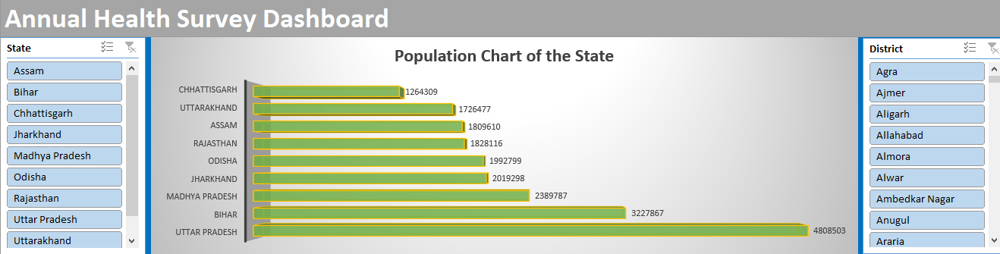 Annual Health Survey Dashboard
State
Assam
Bihar
Chhattisgarh
Jharkhand
Madhya Pradesh
Odisha
Rajasthan
Uttar Pradesh
Uttarakhand
Population Chart of the State
CHHATTISGARH 1264309
UTTARAKHAND 1726477
ASSAM 1809610
RAJASTHAN 1828116
ODISHA 1992799
JHARKHAND 2019298
MADHYA PRADESH 2389787
BIHAR 3227867
UTTAR PRADESH 4808503
District
Agra
Ajmer
Aligarh
Allahabad
Almora
Alwar
Ambedkar Nagar
Anugul
Araria